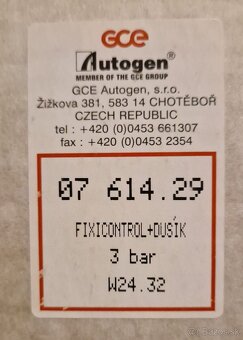 GCE
Autogen®
MEMBER OF THE GCE GROUP
GCE Autogen, s.r.o.
Žižkova 381, 583 14 CHOTĚBOŘ
CZECH REPUBLIC
tel : +420 (0)0453 661307
fax : +420 (0)0453 2354
07 614.29
FIXICONTROL+DUSÍK
3 bar
W24.32